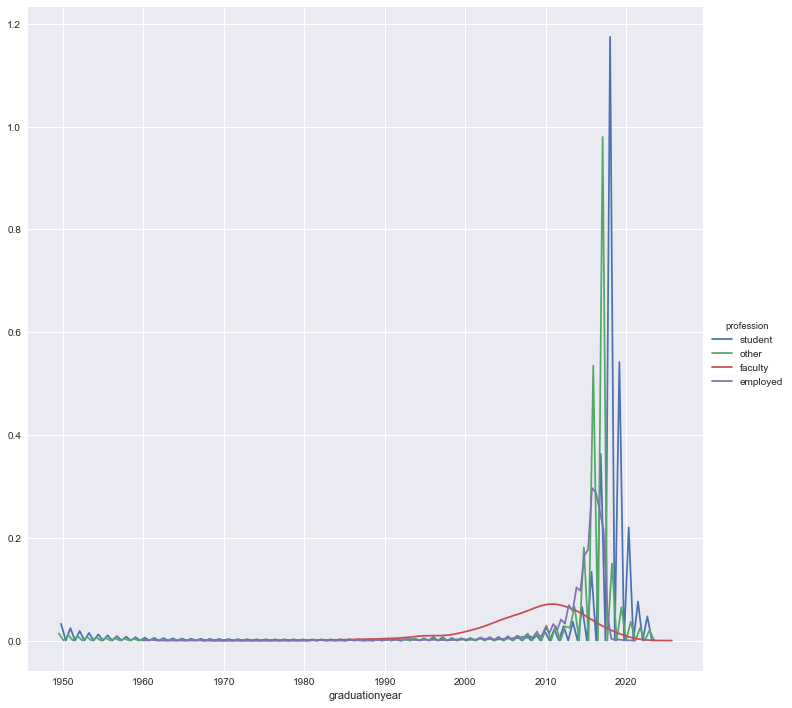 1.2
1.0
0.8
0.6
0.4
0.2
0.0
1950 1960 1970 1980 1990 2000 2010 2020
graduationyear
profession
student
other
faculty
employed